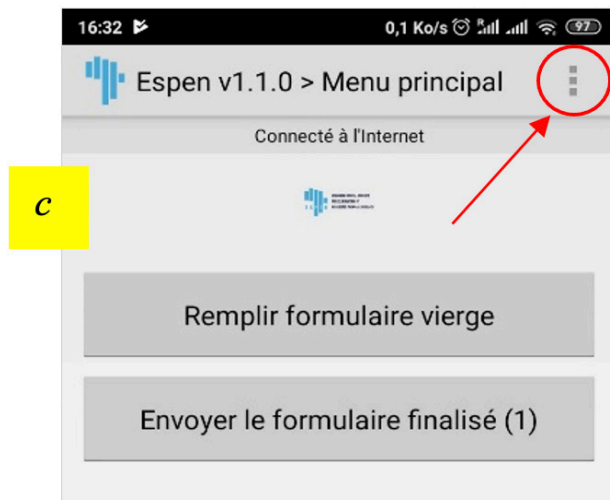 16:32 0,1 Ko/s R 97
Espen v1.1.0 > Menu principal
Connecté à l'Internet
c
Remplir formulaire vierge
Envoyer le formulaire finalisé (1)